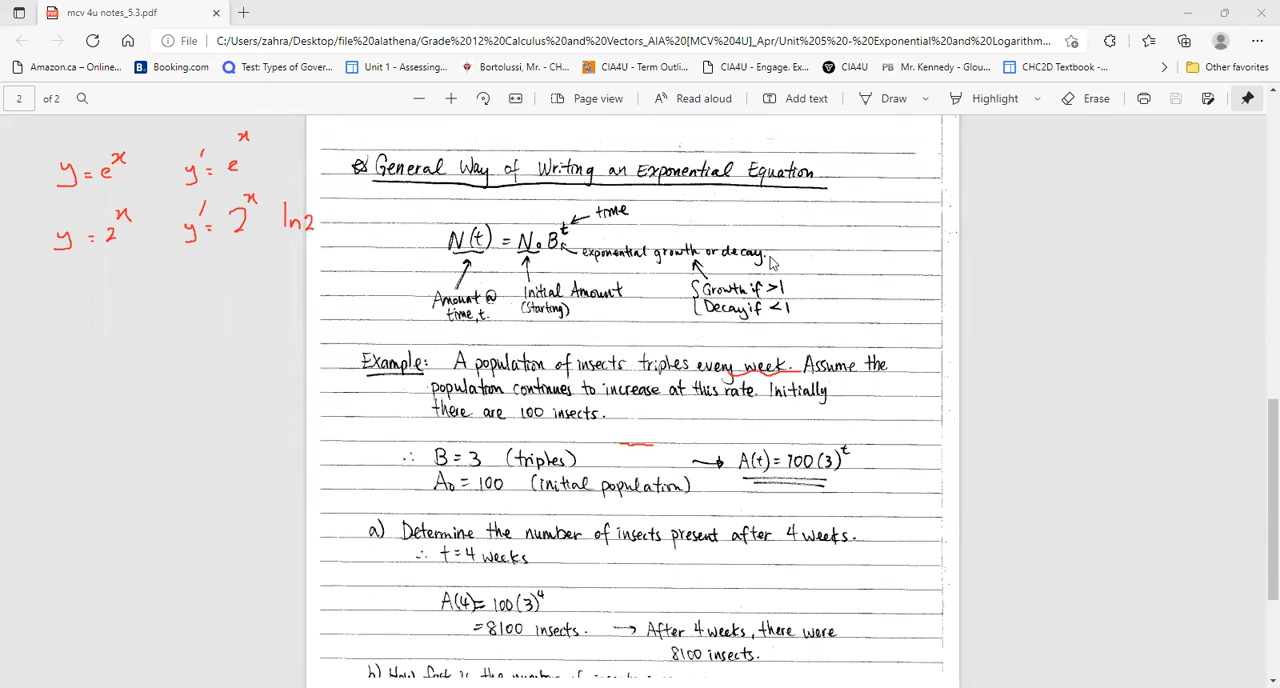 mcv 4u notes_5.3.pdf
File C:/Users/zahra/Desktop/file%20alathena/Grade%2012%20Calculus%20and%20Vectors_AIA%20[MCV%204U]_Apr/Unit%205%20-%20Exponential%20and%20Logarithm...
Amazon.ca – Online... Booking.com Test: Types of Gover... Unit 1 - Assessing,... Bortolussi, Mr. - CH... CIA4U - Term Outli... CIA4U - Engage. Ex... CIA4U PB Mr. Kennedy - Glou... CHC2D Textbook -... Other favorites
2 of 2 Page view Read aloud Add text Draw Highlight Erase
y = e^x y' = e^x
y = 2^x y' = 2^x ln2
General Way of Writing an Exponential Equation
time
N(t) = N₀ B^t exponential growth or decay.
Amount @ time, t. Initial Amount (starting) Growth if >1
Decay if <1
Example: A population of insects triples every week. Assume the
population continues to increase at this rate. Initially
there are 100 insects.
∴ B = 3 (triples) → A(t) = 100(3)^t
A₀ = 100 (initial population)
a) Determine the number of insects present after 4 weeks.
∴ t = 4 weeks
A(4) = 100(3)^4
= 8100 insects. → After 4 weeks, there were
8100 insects.